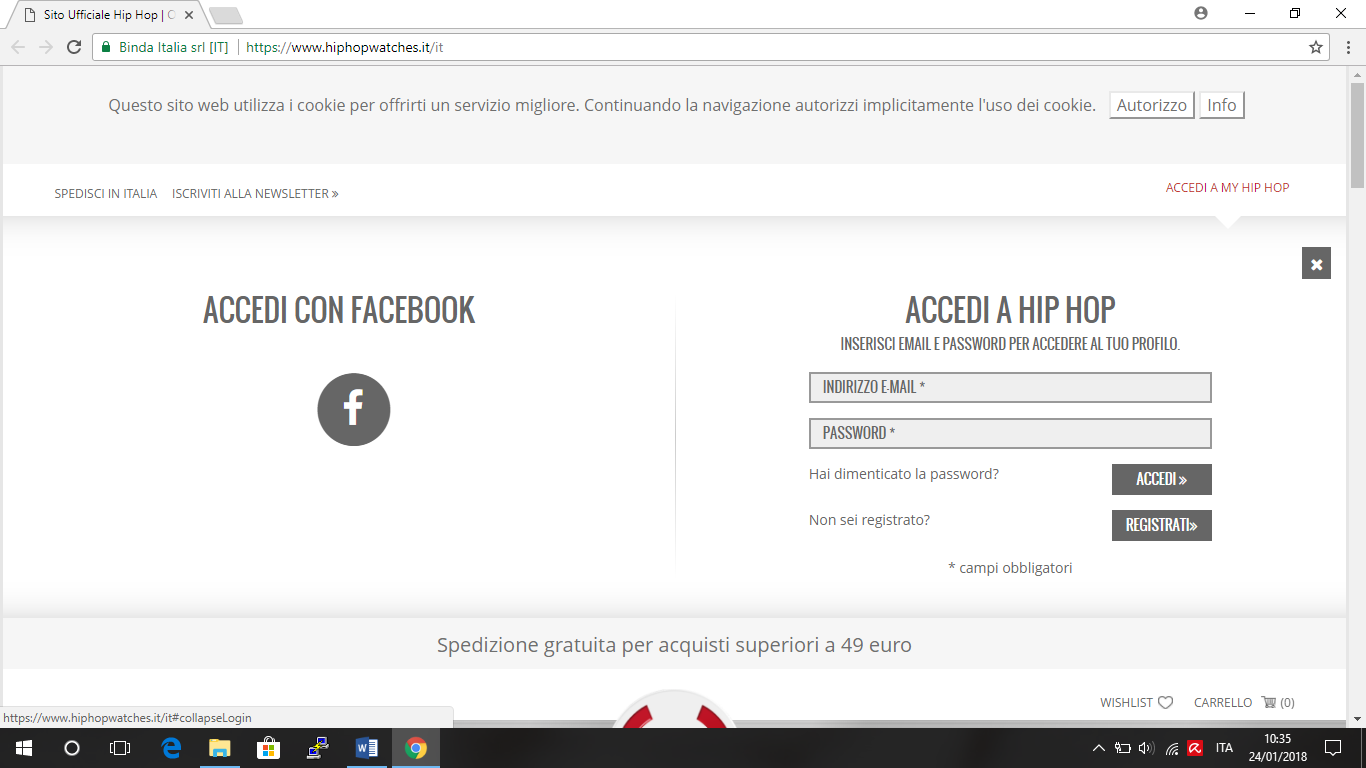 Sito Ufficiale Hip Hop | O
Binda Italia srl [IT] https://www.hiphopwatches.it/it
Questo sito web utilizza i cookie per offrirti un servizio migliore. Continuando la navigazione autorizzi implicitamente l'uso dei cookie. Autorizzo Info
SPEDISCI IN ITALIA ISCRIVITI ALLA NEWSLETTER »
ACCEDI A MY HIP HOP
ACCEDI CON FACEBOOK
f
ACCEDI A HIP HOP
INSERISCI EMAIL E PASSWORD PER ACCEDERE AL TUO PROFILO.
INDIRIZZO E-MAIL *
PASSWORD *
Hai dimenticato la password? ACCEDI »
Non sei registrato? REGISTRATI»
* campi obbligatori
Spedizione gratuita per acquisti superiori a 49 euro
WISHLIST CARRELLO (0)
https://www.hiphopwatches.it/it#collapseLogin
ITA
10:35
24/01/2018